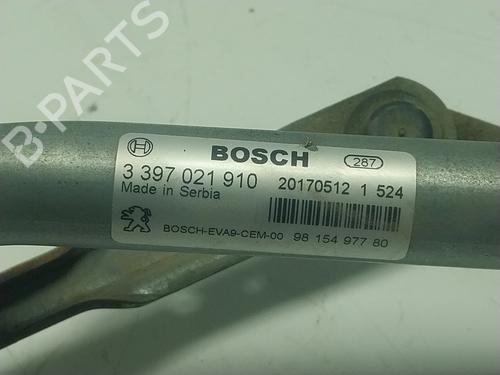 B-PARTS
BOSCH 287
3 397 021 910 20170512 1 524
Made in Serbia
BOSCH-EVA9-CEM-00 98 154 977 80